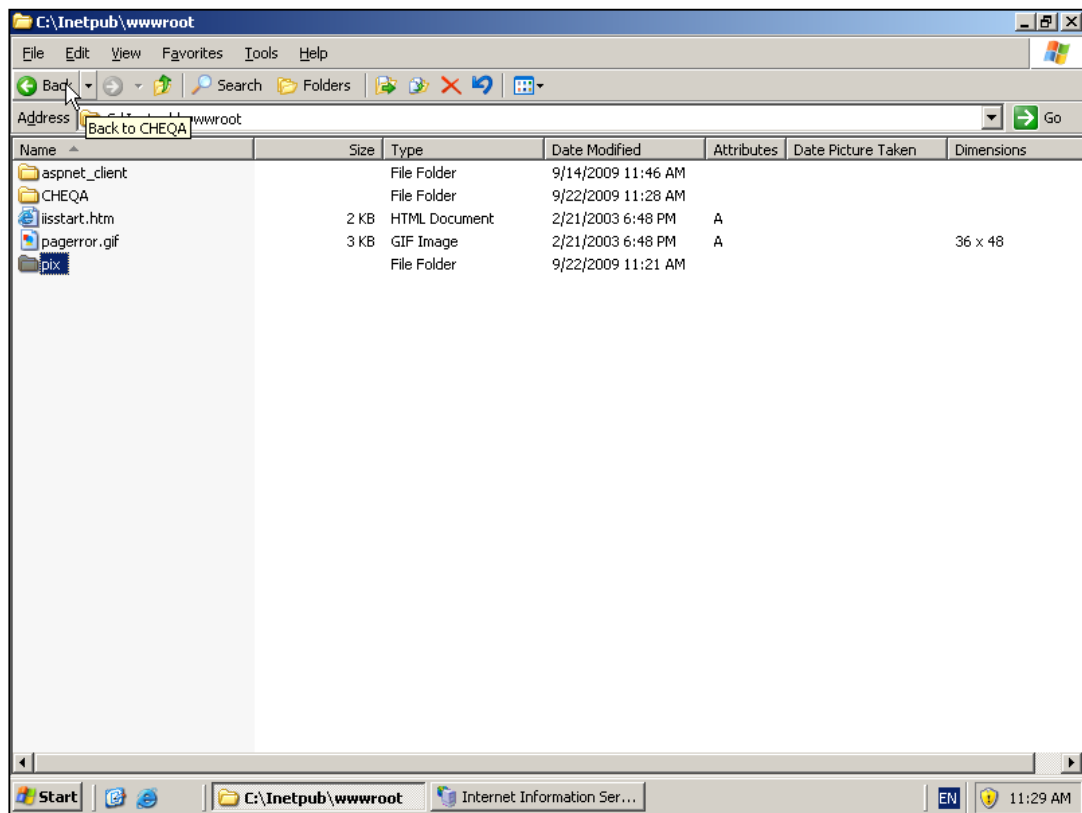 C:\Inetpub\wwwroot
File Edit View Favorites Tools Help
Back Search Folders
Address wwwroot Go
Back to CHEQA
Name Size Type Date Modified Attributes Date Picture Taken Dimensions
aspnet_client File Folder 9/14/2009 11:46 AM
CHEQA File Folder 9/22/2009 11:28 AM
iisstart.htm 2 KB HTML Document 2/21/2003 6:48 PM A
pagerror.gif 3 KB GIF Image 2/21/2003 6:48 PM A 36 x 48
pix File Folder 9/22/2009 11:21 AM
Start C:\Inetpub\wwwroot Internet Information Ser... EN 11:29 AM